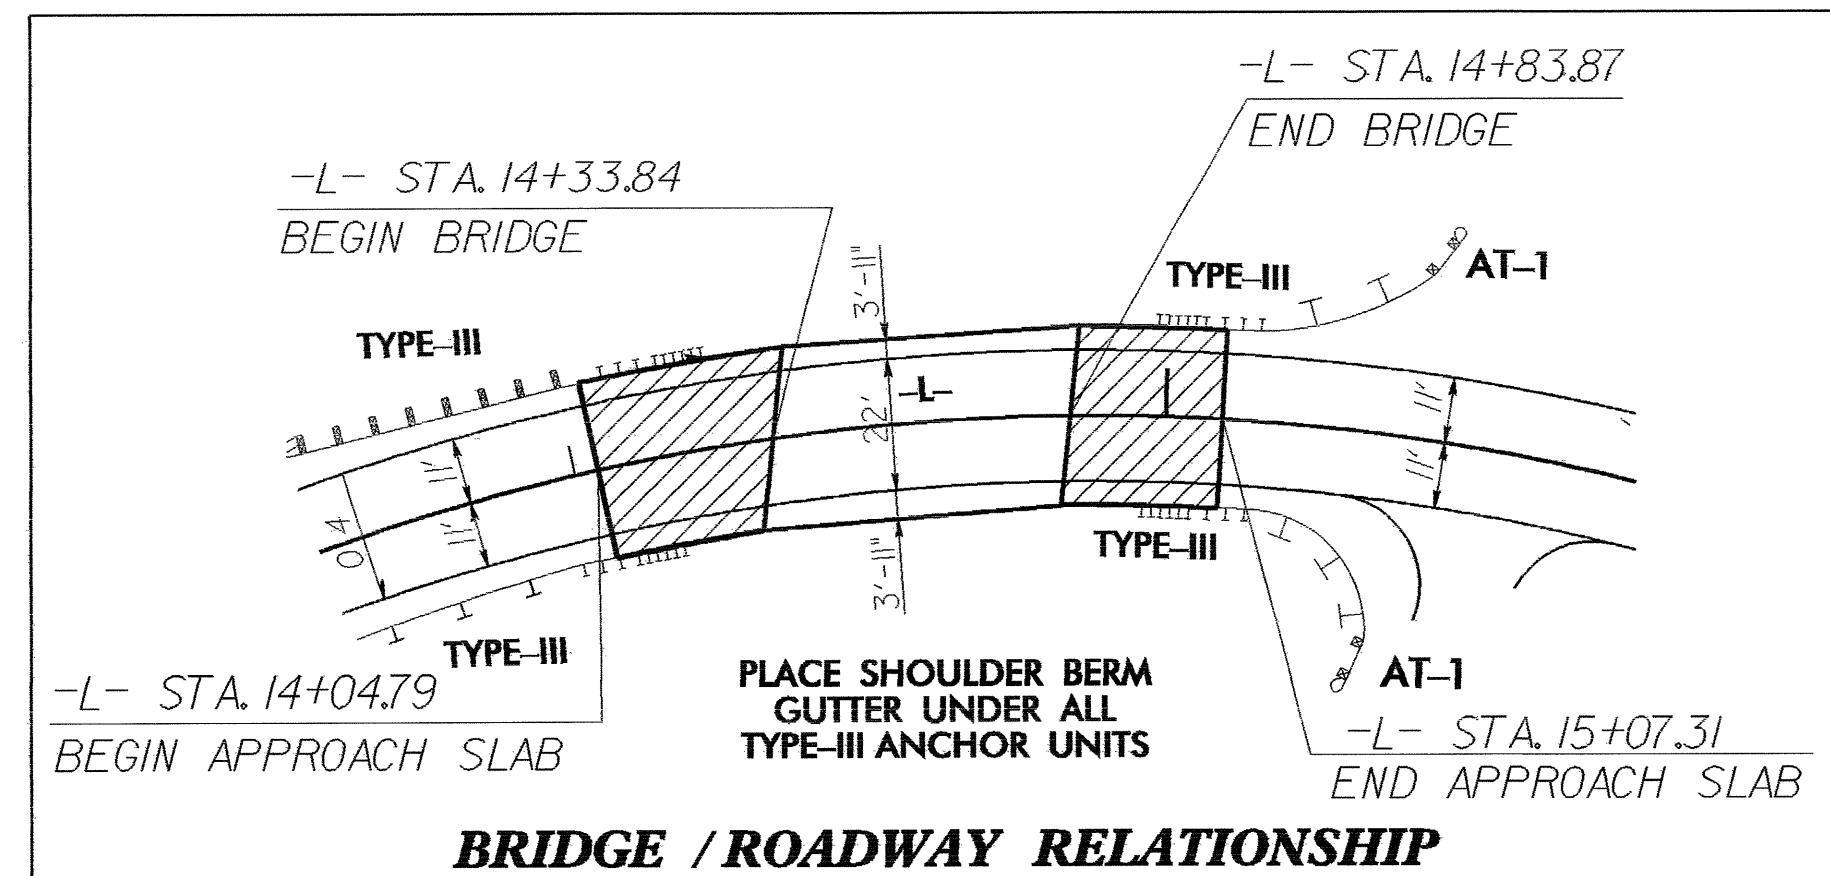 -L- STA. 14+83.87
END BRIDGE
-L- STA. 14+33.84
BEGIN BRIDGE
TYPE-III
AT-1
TYPE-III
3'-11"
-L-
22'
3'-11"
11'
11'
11'
11'
0.4
TYPE-III
TYPE-III
AT-1
-L- STA. 14+04.79
BEGIN APPROACH SLAB
PLACE SHOULDER BERM
GUTTER UNDER ALL
TYPE-III ANCHOR UNITS
-L- STA. 15+07.31
END APPROACH SLAB
BRIDGE / ROADWAY RELATIONSHIP